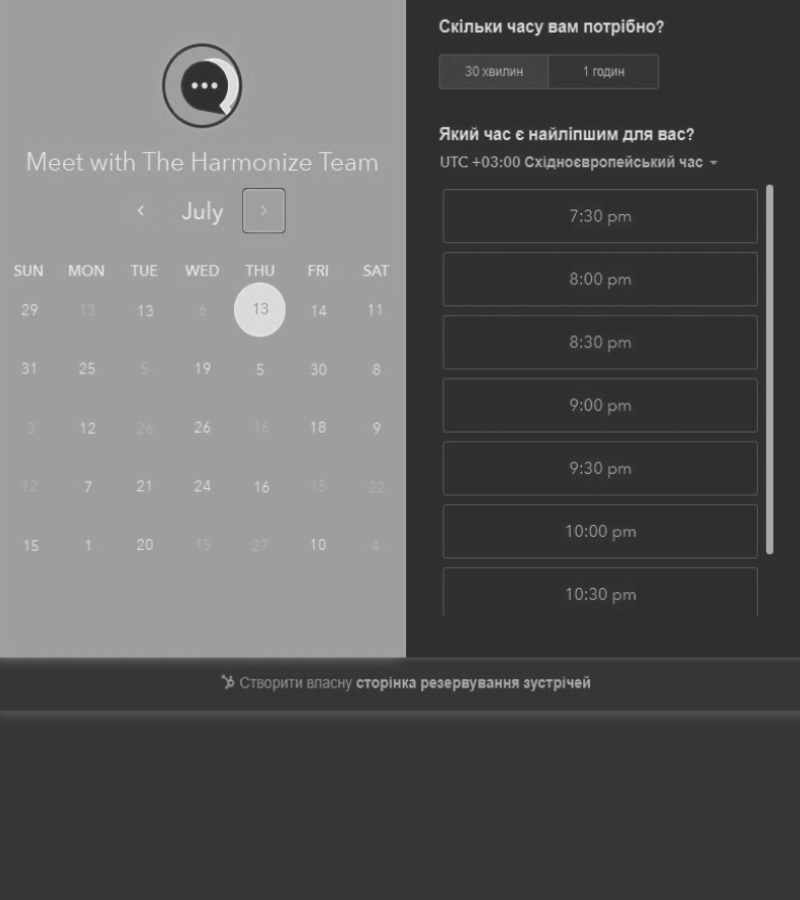 Meet with The Harmonize Team
July
SUN MON TUE WED THU FRI SAT
29 13 13 6 13 14 11
31 25 5 19 5 30 8
3 12 26 26 16 18 9
12 7 21 24 16 15 22
15 1 20 15 27 10 4
Скільки часу вам потрібно?
30 хвилин 1 годин
Який час є найліпшим для вас?
UTC +03:00 Східноєвропейський час
7:30 pm
8:00 pm
8:30 pm
9:00 pm
9:30 pm
10:00 pm
10:30 pm
Створити власну сторінка резервування зустрічей